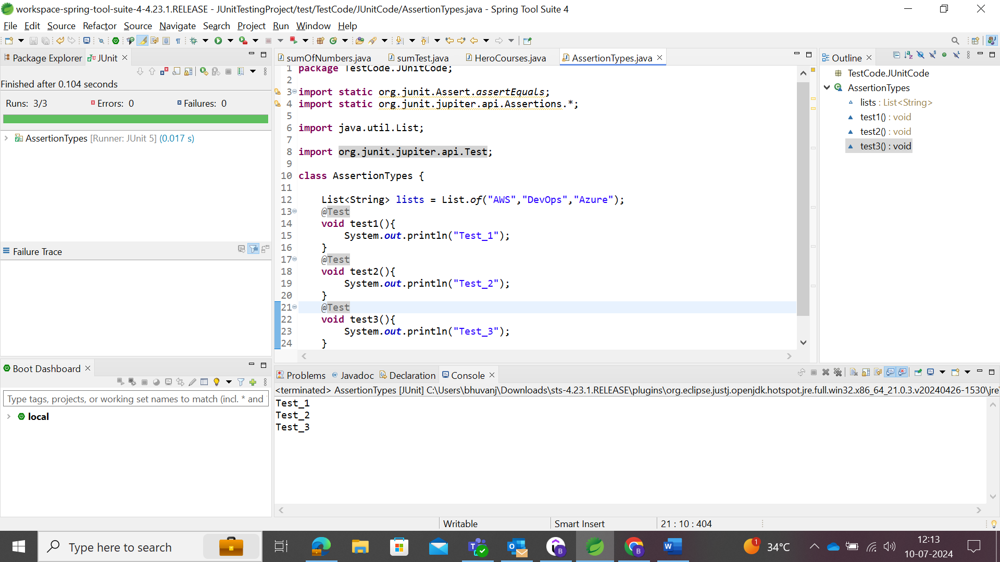 workspace-spring-tool-suite-4-4.23.1.RELEASE - JUnitTestingProject/test/TestCode/JUnitCode/AssertionTypes.java - Spring Tool Suite 4
File Edit Source Refactor Source Navigate Search Project Run Window Help
Package Explorer JUnit
Finished after 0.104 seconds
Runs: 3/3 Errors: 0 Failures: 0
AssertionTypes [Runner: JUnit 5] (0.017 s)
Failure Trace
Boot Dashboard
Type tags, projects, or working set names to match (incl. * and
local
sumOfNumbers.java sumTest.java HeroCourses.java AssertionTypes.java
1 package TestCode.JUnitCode;
2
3 import static org.junit.Assert.assertEquals;
4 import static org.junit.jupiter.api.Assertions.*;
5
6 import java.util.List;
7
8 import org.junit.jupiter.api.Test;
9
10 class AssertionTypes {
11
12 List<String> lists = List.of("AWS","DevOps","Azure");
13 @Test
14 void test1(){
15 System.out.println("Test_1");
16 }
17 @Test
18 void test2(){
19 System.out.println("Test_2");
20 }
21 @Test
22 void test3(){
23 System.out.println("Test_3");
24 }
Outline
TestCode.JUnitCode
AssertionTypes
lists : List<String>
test1() : void
test2() : void
test3() : void
Problems Javadoc Declaration Console
<terminated> AssertionTypes [JUnit] C:\Users\bhuvanj\Downloads\sts-4.23.1.RELEASE\plugins\org.eclipse.justj.openjdk.hotspot.jre.full.win32.x86_64_21.0.3.v20240426-1530\jre\
Test_1
Test_2
Test_3
Writable Smart Insert 21 : 10 : 404
Type here to search
1 34°C
12:13
10-07-2024